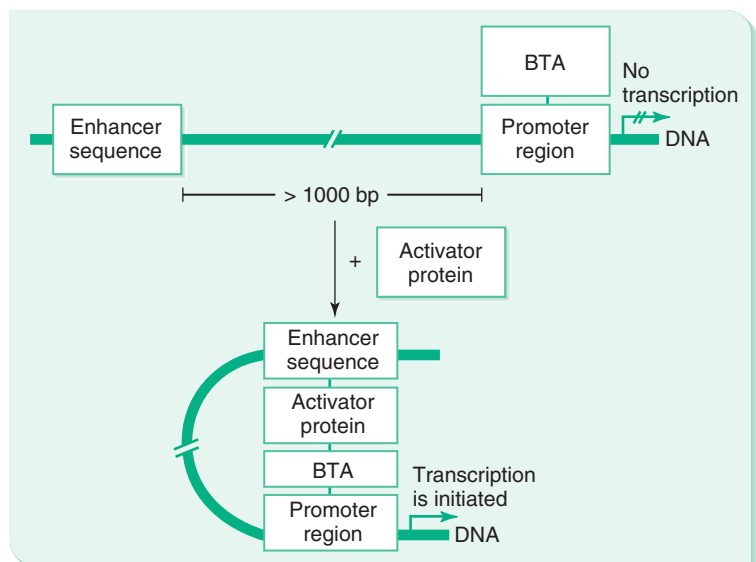 BTA
No
transcription
Enhancer
sequence
Promoter
region
DNA
> 1000 bp
+
Activator
protein
Enhancer
sequence
Activator
protein
BTA
Transcription
is initiated
Promoter
region
DNA